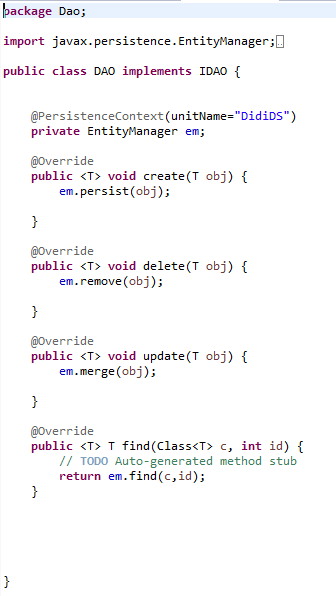 package Dao;
import javax.persistence.EntityManager;
public class DAO implements IDAO {
@PersistenceContext(unitName="DidiDS")
private EntityManager em;
@Override
public <T> void create(T obj) {
em.persist(obj);
}
@Override
public <T> void delete(T obj) {
em.remove(obj);
}
@Override
public <T> void update(T obj) {
em.merge(obj);
}
@Override
public <T> T find(Class<T> c, int id) {
// TODO Auto-generated method stub
return em.find(c,id);
}
}